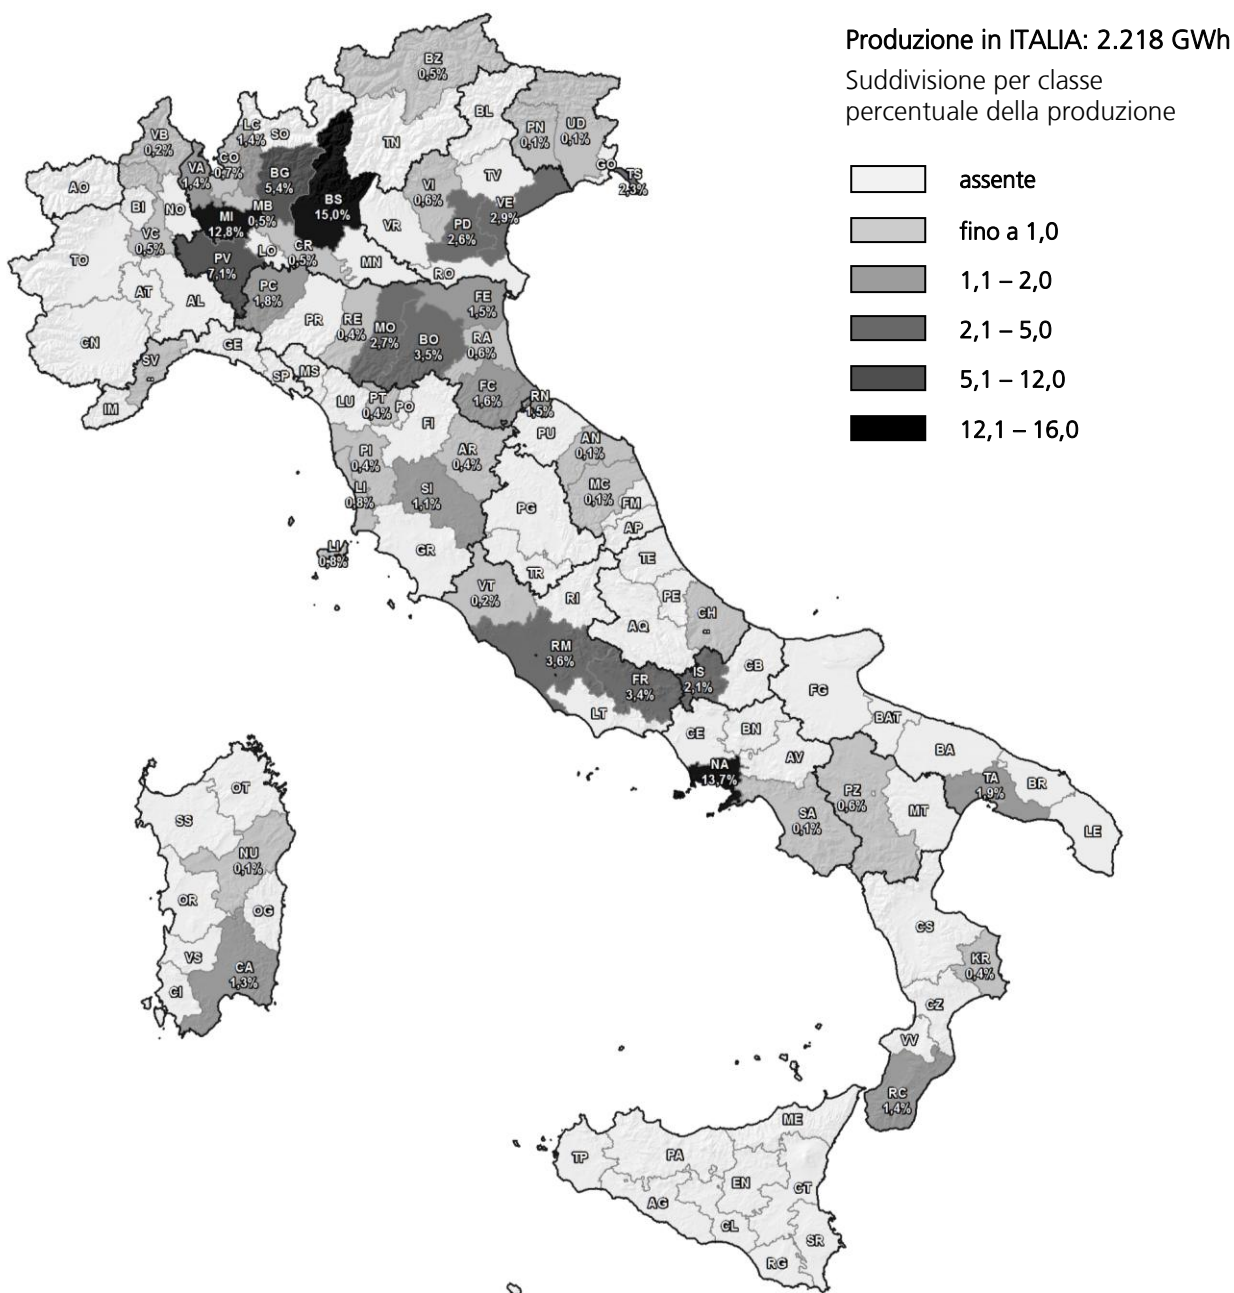 Produzione in ITALIA: 2.218 GWh
Suddivisione per classe
percentuale della produzione
assente
fino a 1,0
1,1 – 2,0
2,1 – 5,0
5,1 – 12,0
12,1 – 16,0
BZ
0,5%
BL
PN
0,1%
UD
0,1%
GO
TS
2,3%
TN
TV
VE
2,9%
VI
0,6%
PD
2,6%
VR
RO
VB
0,2%
LC
1,4%
SO
CO
0,7%
VA
1,4%
BG
5,4%
BS
15,0%
MB
0,5%
MI
12,8%
AO
BI
NO
VC
0,5%
TO
PV
7,1%
LO
CR
0,5%
MN
AT
AL
CN
PC
1,8%
PR
RE
0,4%
MO
2,7%
BO
3,5%
FE
1,5%
RA
0,6%
FC
1,6%
RN
1,5%
GE
SV
..
IM
SP
MS
LU
PT
0,4%
PO
FI
PU
AN
0,1%
PI
0,4%
AR
0,4%
LI
0,8%
SI
1,1%
MC
0,1%
FM
AP
PG
GR
LI
0,8%
TE
TR
VT
0,2%
RI
PE
CH
..
AQ
RM
3,6%
FR
3,4%
IS
2,1%
CB
LT
FG
CE
BN
BAT
AV
BA
NA
13,7%
SA
0,1%
PZ
0,6%
MT
TA
1,9%
BR
LE
OT
SS
NU
0,1%
OR
OG
VS
CA
1,3%
CI
CS
KR
0,4%
CZ
VV
RC
1,4%
ME
TP
PA
EN
CT
AG
CL
SR
RG